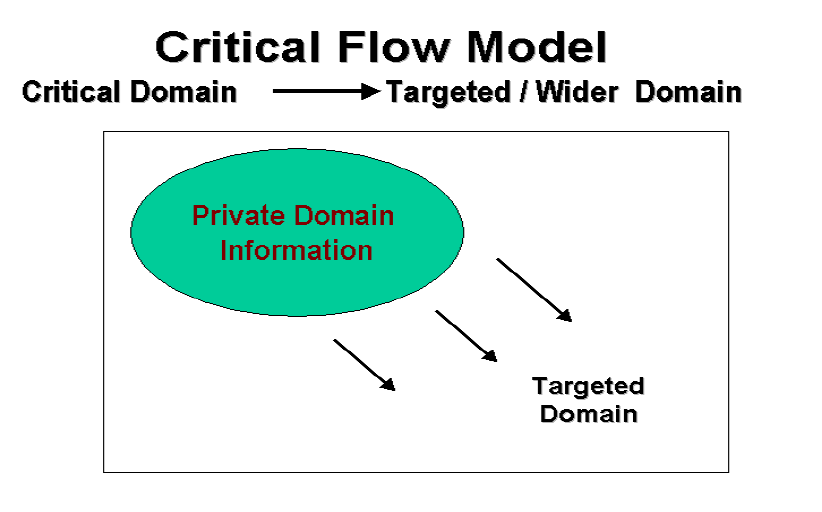 Critical Flow Model
Critical Domain Targeted / Wider Domain
Private Domain
Information
Targeted
Domain